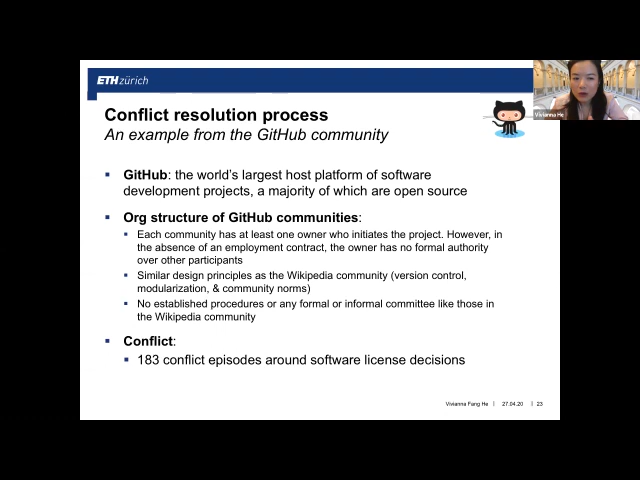 ETHzürich
Vivianna He
Conflict resolution process
An example from the GitHub community
GitHub: the world's largest host platform of software
development projects, a majority of which are open source
Org structure of GitHub communities:
Each community has at least one owner who initiates the project. However, in
the absence of an employment contract, the owner has no formal authority
over other participants
Similar design principles as the Wikipedia community (version control,
modularization, & community norms)
No established procedures or any formal or informal committee like those in
the Wikipedia community
Conflict:
183 conflict episodes around software license decisions
Vivianna Fang He | 27.04.20 | 23